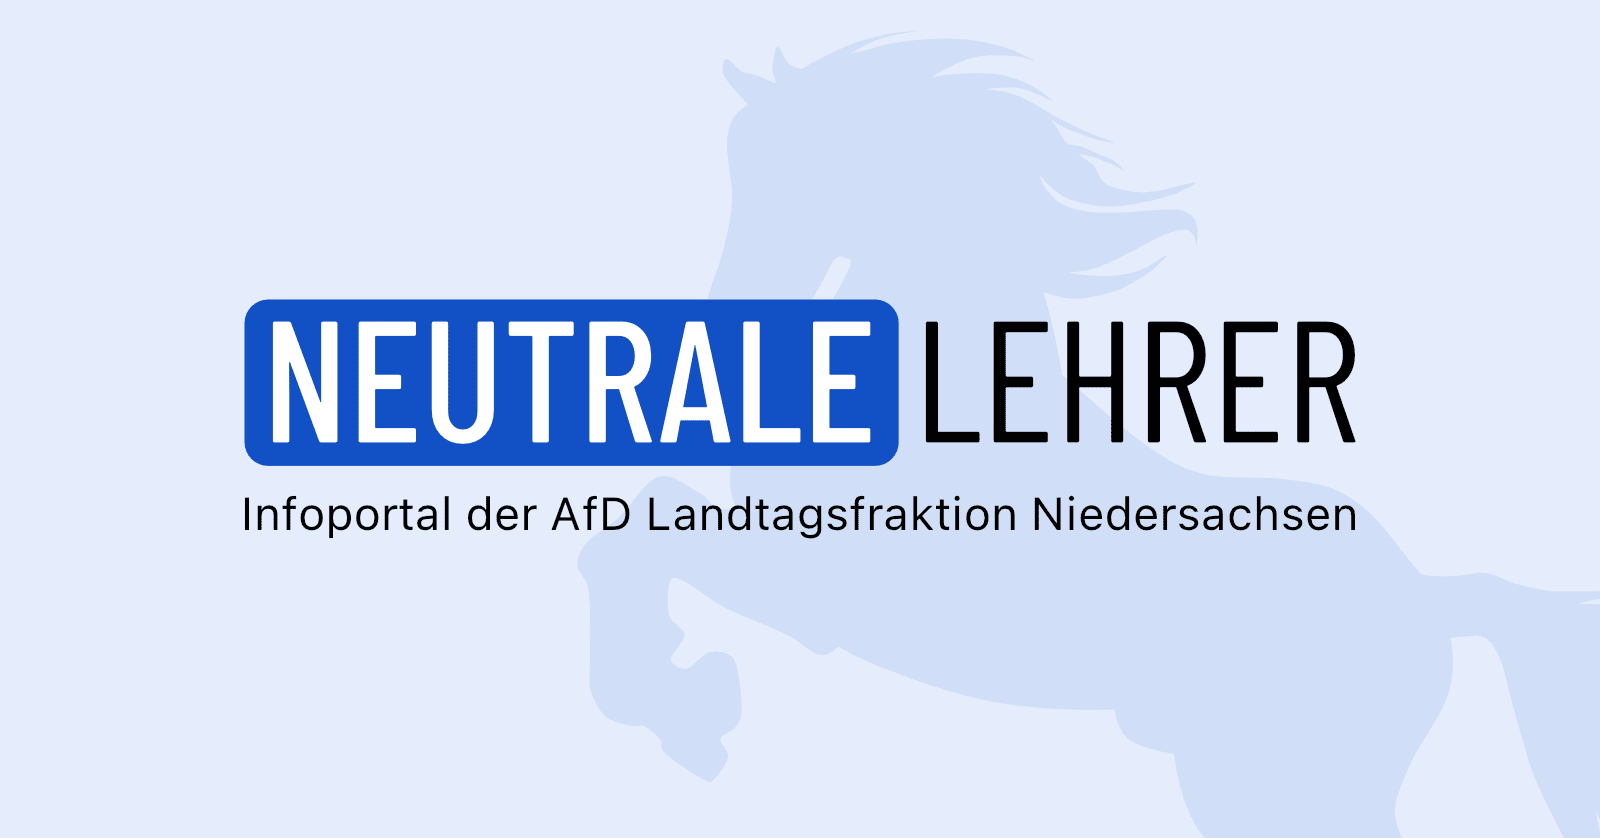 NEUTRALE LEHRER
Infoportal der AfD Landtagsfraktion Niedersachsen